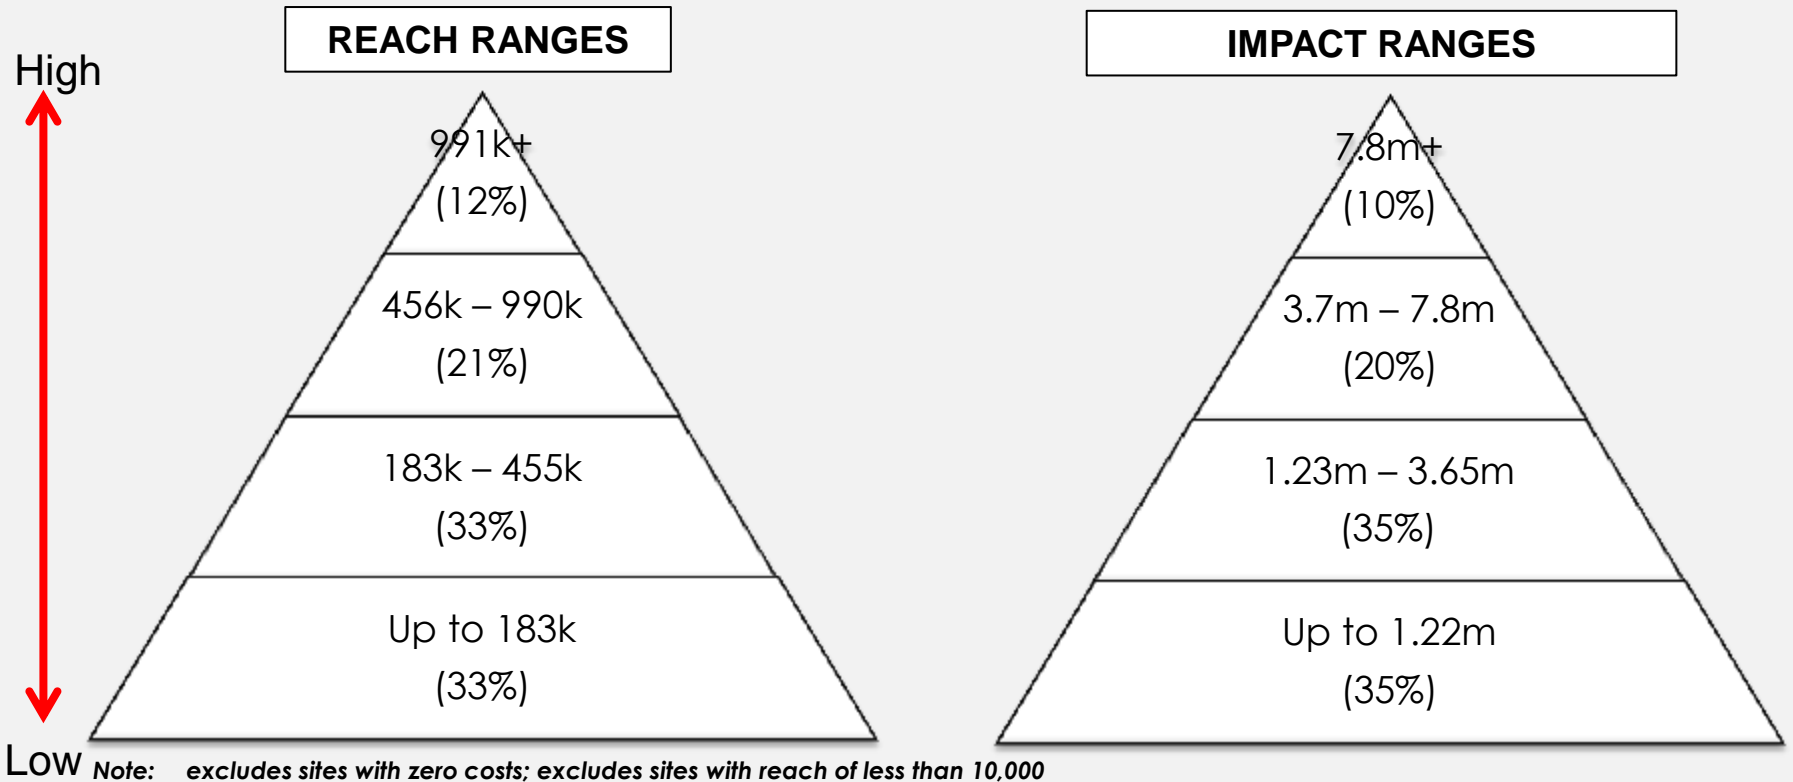 REACH RANGES
IMPACT RANGES
High
991k+
(12%)
456k – 990k
(21%)
183k – 455k
(33%)
Up to 183k
(33%)
7.8m+
(10%)
3.7m – 7.8m
(20%)
1.23m – 3.65m
(35%)
Up to 1.22m
(35%)
Low
Note: excludes sites with zero costs; excludes sites with reach of less than 10,000